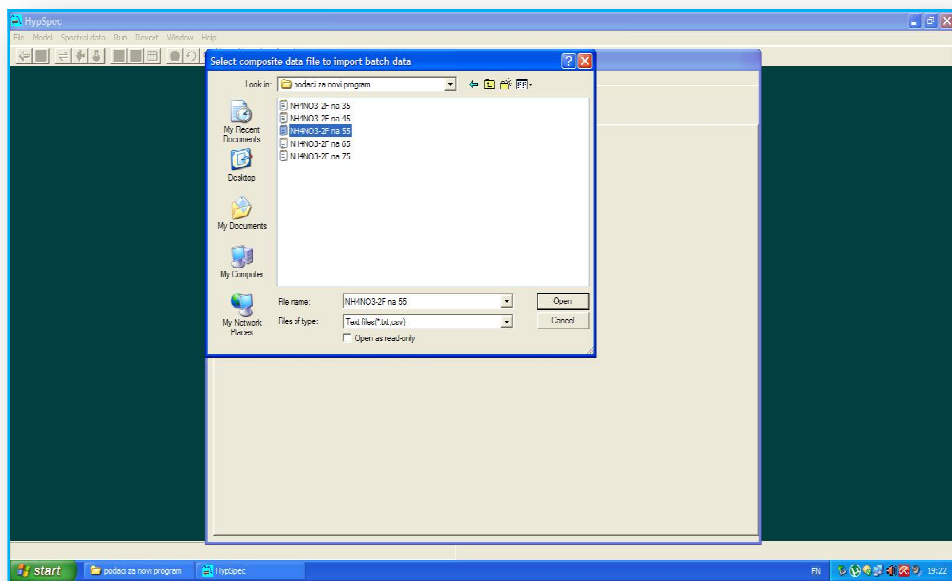 HypSpec
File Model Spectral data Run Revert Window Help
Select composite data file to import batch data
Look in: podaci za novi program
NH4NO3-2F na 35
NH4NO3-2F na 45
NH4NO3-2F na 55
NH4NO3-2F na 65
NH4NO3-2F na 75
My Recent
Documents
Desktop
My Documents
My Computer
My Network
Places
File name: NH4NO3-2F na 55 Open
Files of type: Text files(*.txt,csv) Cancel
Open as read-only
start podaci za novi program HypSpec EN 19:22